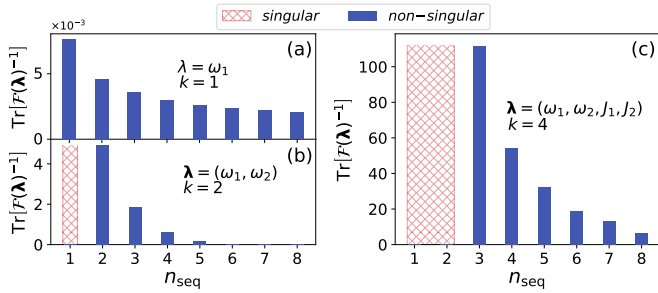 singular non−singular
×10−3
(a)
λ = ω1
k = 1
Tr[F(λ)−1]
5
0
(b)
λ = (ω1, ω2)
k = 2
Tr[F(λ)−1]
4
2
0
1 2 3 4 5 6 7 8
nseq
(c)
λ = (ω1, ω2, J1, J2)
k = 4
Tr[F(λ)−1]
100
80
60
40
20
0
1 2 3 4 5 6 7 8
nseq